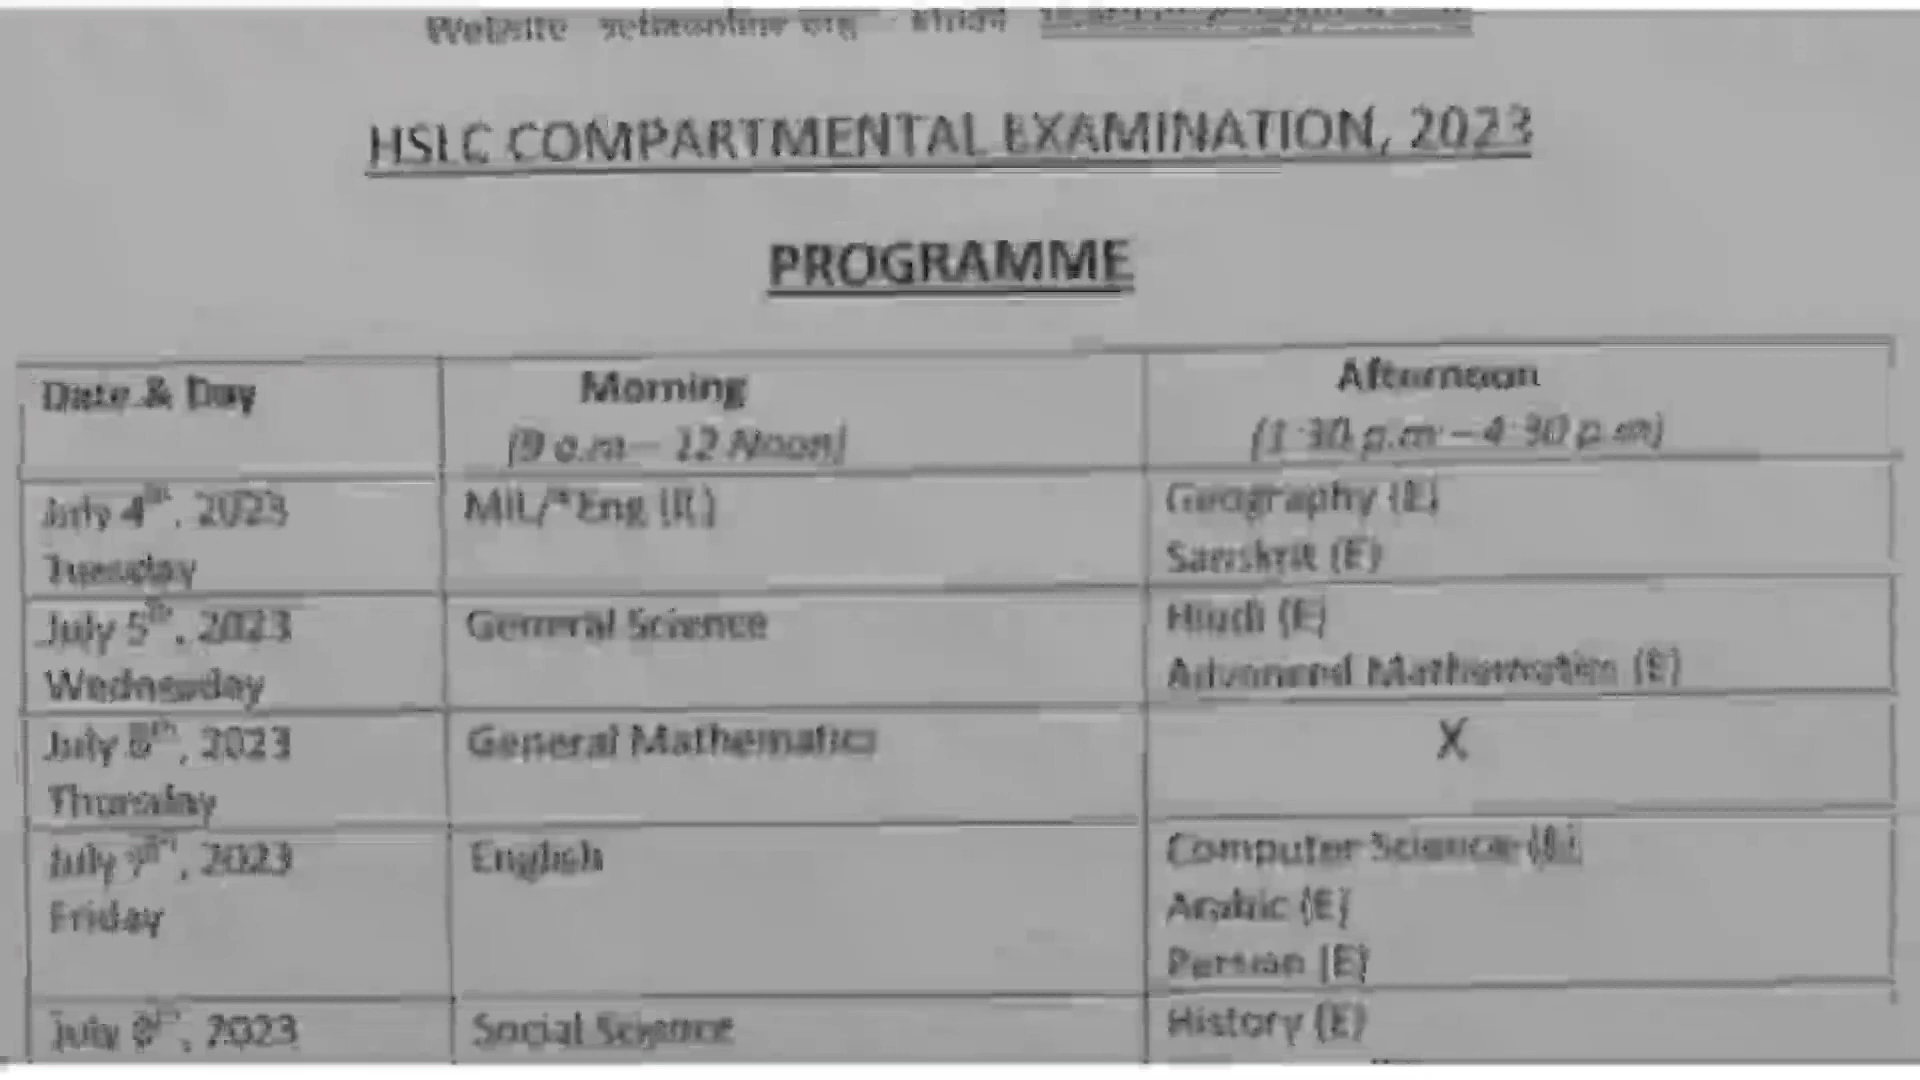 Website
HSLC COMPARTMENTAL EXAMINATION, 2023
PROGRAMME
Date & Day
Morning
(9 a.m – 12 Noon)
Afternoon
(1:30 p.m – 4:30 p.m)
July 4th, 2023
Tuesday
MIL/*Eng (IL)
Geography (E)
Sanskrit (E)
July 5th, 2023
Wednesday
General Science
Hindi (E)
Advanced Mathematics (E)
July 6th, 2023
Thursday
General Mathematics
X
July 7th, 2023
Friday
English
Computer Science (E)
Arabic (E)
Persian (E)
July 8th, 2023
Social Science
History (E)